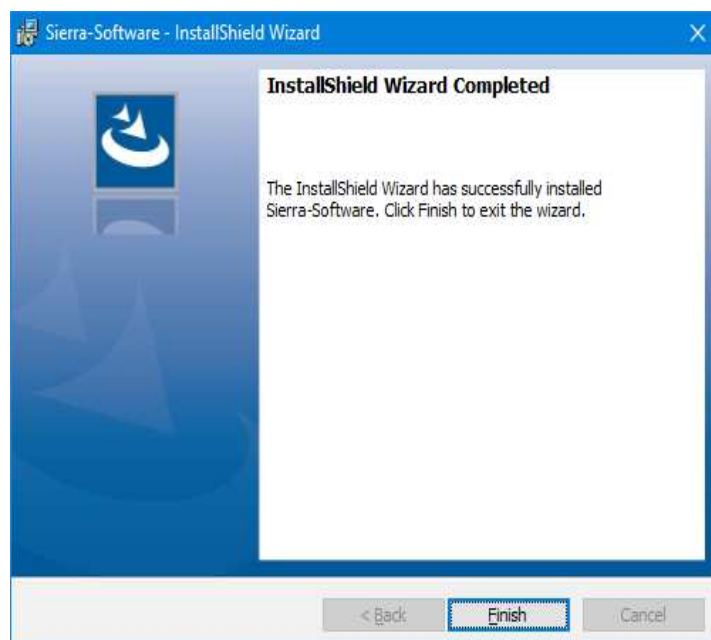 Sierra-Software - InstallShield Wizard
InstallShield Wizard Completed
The InstallShield Wizard has successfully installed
Sierra-Software. Click Finish to exit the wizard.
< Back
Finish
Cancel